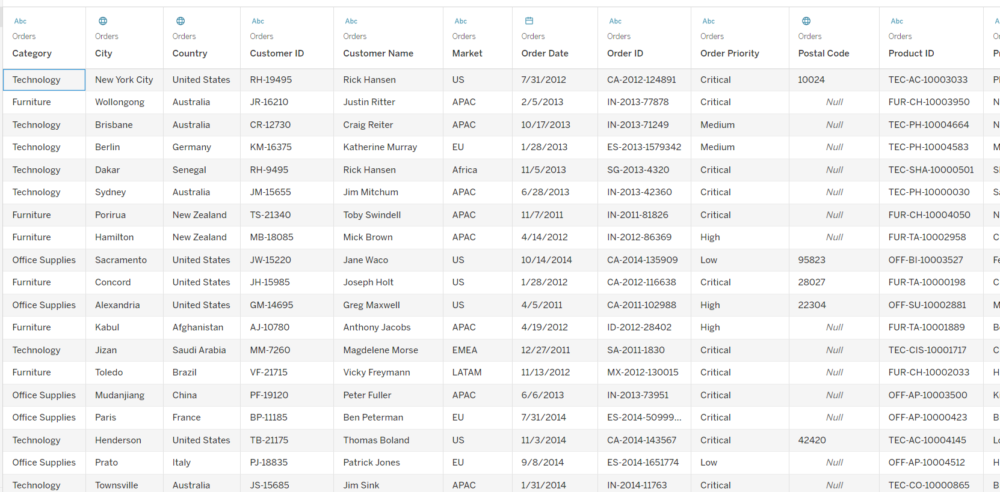 Abc Abc Abc Abc Abc Abc Abc
Orders Orders Orders Orders Orders Orders Orders Orders Orders Orders Orders
Category City Country Customer ID Customer Name Market Order Date Order ID Order Priority Postal Code Product ID
Technology New York City United States RH-19495 Rick Hansen US 7/31/2012 CA-2012-124891 Critical 10024 TEC-AC-10003033
Furniture Wollongong Australia JR-16210 Justin Ritter APAC 2/5/2013 IN-2013-77878 Critical Null FUR-CH-10003950
Technology Brisbane Australia CR-12730 Craig Reiter APAC 10/17/2013 IN-2013-71249 Medium Null TEC-PH-10004664
Technology Berlin Germany KM-16375 Katherine Murray EU 1/28/2013 ES-2013-1579342 Medium Null TEC-PH-10004583
Technology Dakar Senegal RH-9495 Rick Hansen Africa 11/5/2013 SG-2013-4320 Critical Null TEC-SHA-10000501
Technology Sydney Australia JM-15655 Jim Mitchum APAC 6/28/2013 IN-2013-42360 Critical Null TEC-PH-10000030
Furniture Porirua New Zealand TS-21340 Toby Swindell APAC 11/7/2011 IN-2011-81826 Critical Null FUR-CH-10004050
Furniture Hamilton New Zealand MB-18085 Mick Brown APAC 4/14/2012 IN-2012-86369 High Null FUR-TA-10002958
Office Supplies Sacramento United States JW-15220 Jane Waco US 10/14/2014 CA-2014-135909 Low 95823 OFF-BI-10003527
Furniture Concord United States JH-15985 Joseph Holt US 1/28/2012 CA-2012-116638 Critical 28027 FUR-TA-10000198
Office Supplies Alexandria United States GM-14695 Greg Maxwell US 4/5/2011 CA-2011-102988 High 22304 OFF-SU-10002881
Furniture Kabul Afghanistan AJ-10780 Anthony Jacobs APAC 4/19/2012 ID-2012-28402 High Null FUR-TA-10001889
Technology Jizan Saudi Arabia MM-7260 Magdelene Morse EMEA 12/27/2011 SA-2011-1830 Critical Null TEC-CIS-10001717
Furniture Toledo Brazil VF-21715 Vicky Freymann LATAM 11/13/2012 MX-2012-130015 Critical Null FUR-CH-10002033
Office Supplies Mudanjiang China PF-19120 Peter Fuller APAC 6/6/2013 IN-2013-73951 Critical Null OFF-AP-10003500
Office Supplies Paris France BP-11185 Ben Peterman EU 7/31/2014 ES-2014-50999... Critical Null OFF-AP-10000423
Technology Henderson United States TB-21175 Thomas Boland US 11/3/2014 CA-2014-143567 Critical 42420 TEC-AC-10004145
Office Supplies Prato Italy PJ-18835 Patrick Jones EU 9/8/2014 ES-2014-1651774 Low Null OFF-AP-10004512
Technology Townsville Australia JS-15685 Jim Sink APAC 1/31/2014 IN-2014-11763 Critical Null TEC-CO-10000865